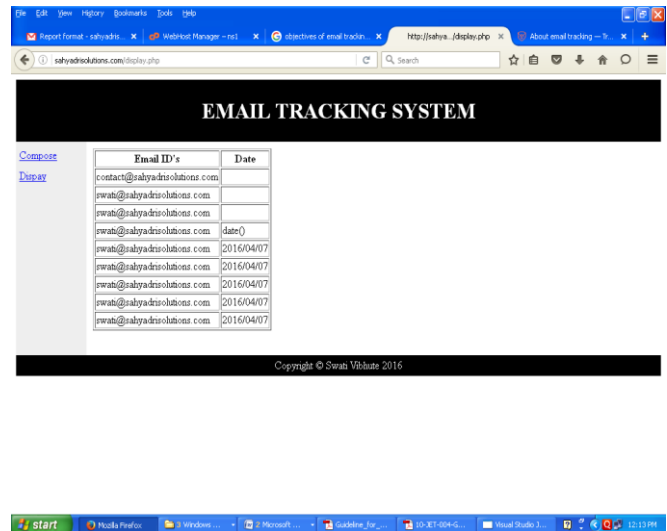 File Edit View History Bookmarks Tools Help
Report format - sahyadris... × cP WebHost Manager - ns1 × G objectives of email trackin... × http://sahya.../display.php × About email tracking — Tr... × +
sahyadrisolutions.com/display.php Search
EMAIL TRACKING SYSTEM
Compose
Dispay
Email ID's Date
contact@sahyadrisolutions.com
swati@sahyadrisolutions.com
swati@sahyadrisolutions.com
swati@sahyadrisolutions.com date()
swati@sahyadrisolutions.com 2016/04/07
swati@sahyadrisolutions.com 2016/04/07
swati@sahyadrisolutions.com 2016/04/07
swati@sahyadrisolutions.com 2016/04/07
swati@sahyadrisolutions.com 2016/04/07
Copyright © Swati Vibhute 2016
start Mozilla Firefox 3 Windows ... 2 Microsoft ... Guideline_for_... 10-JET-004-G... Visual Studio J... 12:13 PM